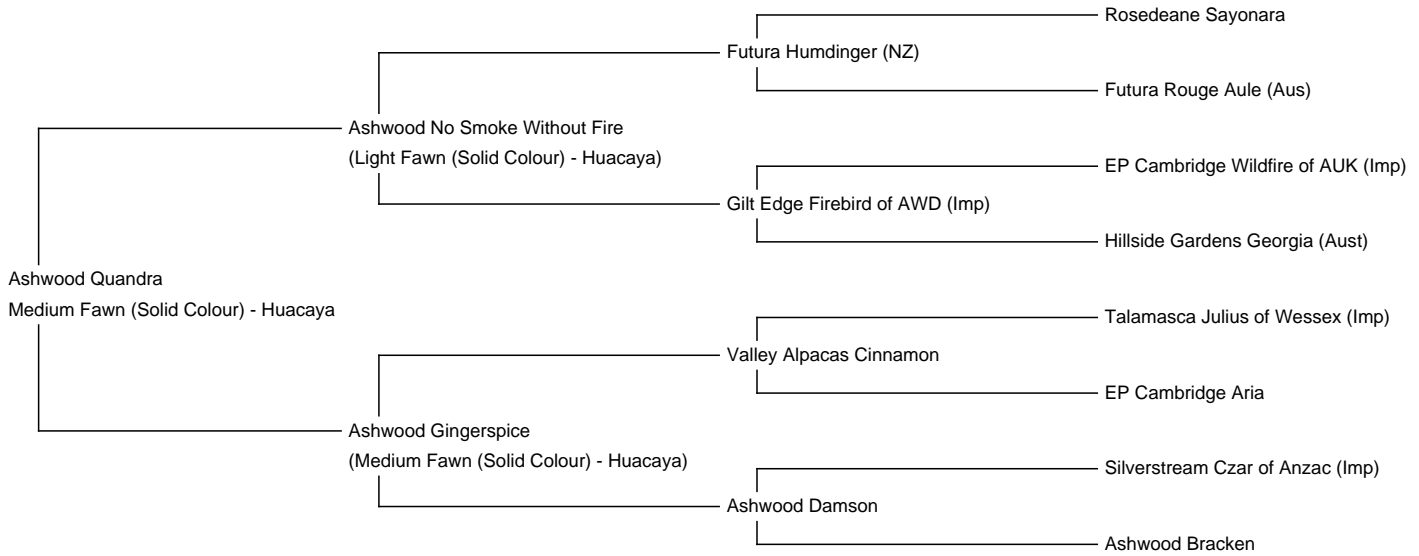 Rosedeane Sayonara
Futura Humdinger (NZ)
Futura Rouge Aule (Aus)
Ashwood No Smoke Without Fire
(Light Fawn (Solid Colour) - Huacaya)
EP Cambridge Wildfire of AUK (Imp)
Gilt Edge Firebird of AWD (Imp)
Hillside Gardens Georgia (Aust)
Ashwood Quandra
Medium Fawn (Solid Colour) - Huacaya
Talamasca Julius of Wessex (Imp)
Valley Alpacas Cinnamon
EP Cambridge Aria
Ashwood Gingerspice
(Medium Fawn (Solid Colour) - Huacaya)
Silverstream Czar of Anzac (Imp)
Ashwood Damson
Ashwood Bracken